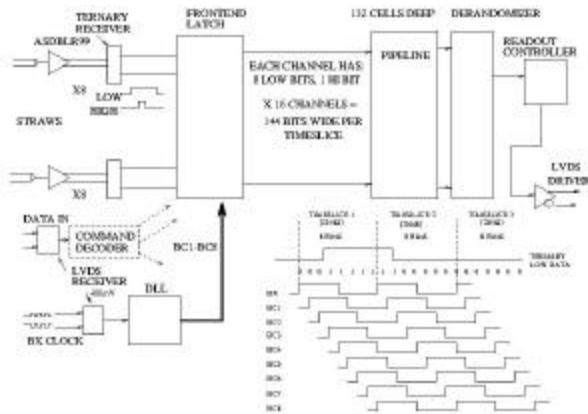 TERNARY
RECEIVER
ASDBLR99
X8
LOW
HIGH
STRAWS
X8
FRONTEND
LATCH
EACH CHANNEL HAS:
8 LOW BITS, 1 HI BIT
X 16 CHANNELS =
144 BITS WIDE PER
TIMESLICE
132 CELLS DEEP
PIPELINE
DERANDOMIZER
READOUT
CONTROLLER
LVDS
DRIVER
DATA IN
COMMAND
DECODER
LVDS
RECEIVER
BX CLOCK
DLL
BC1-BC8
TIMESLICE 1
TIMESLICE 2
TIMESLICE 3
TERNARY
LOW DATA
BC1
BC2
BC3
BC4
BC5
BC6
BC7
BC8